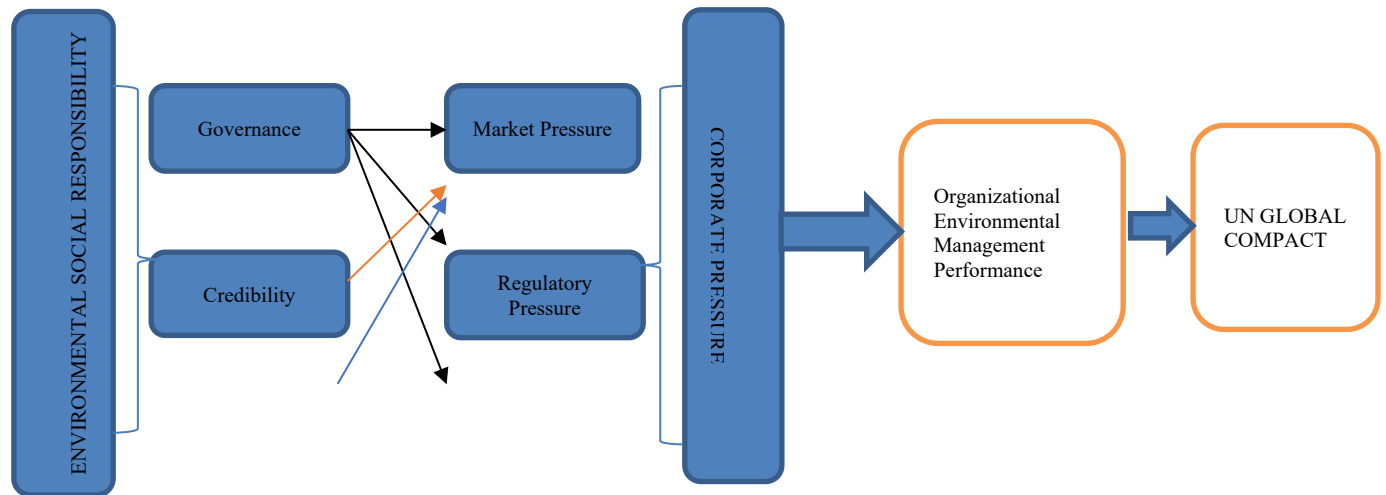 ENVIRONMENTAL SOCIAL RESPONSIBILITY
Governance
Credibility
Market Pressure
Regulatory
Pressure
CORPORATE PRESSURE
Organizational
Environmental
Management
Performance
UN GLOBAL
COMPACT